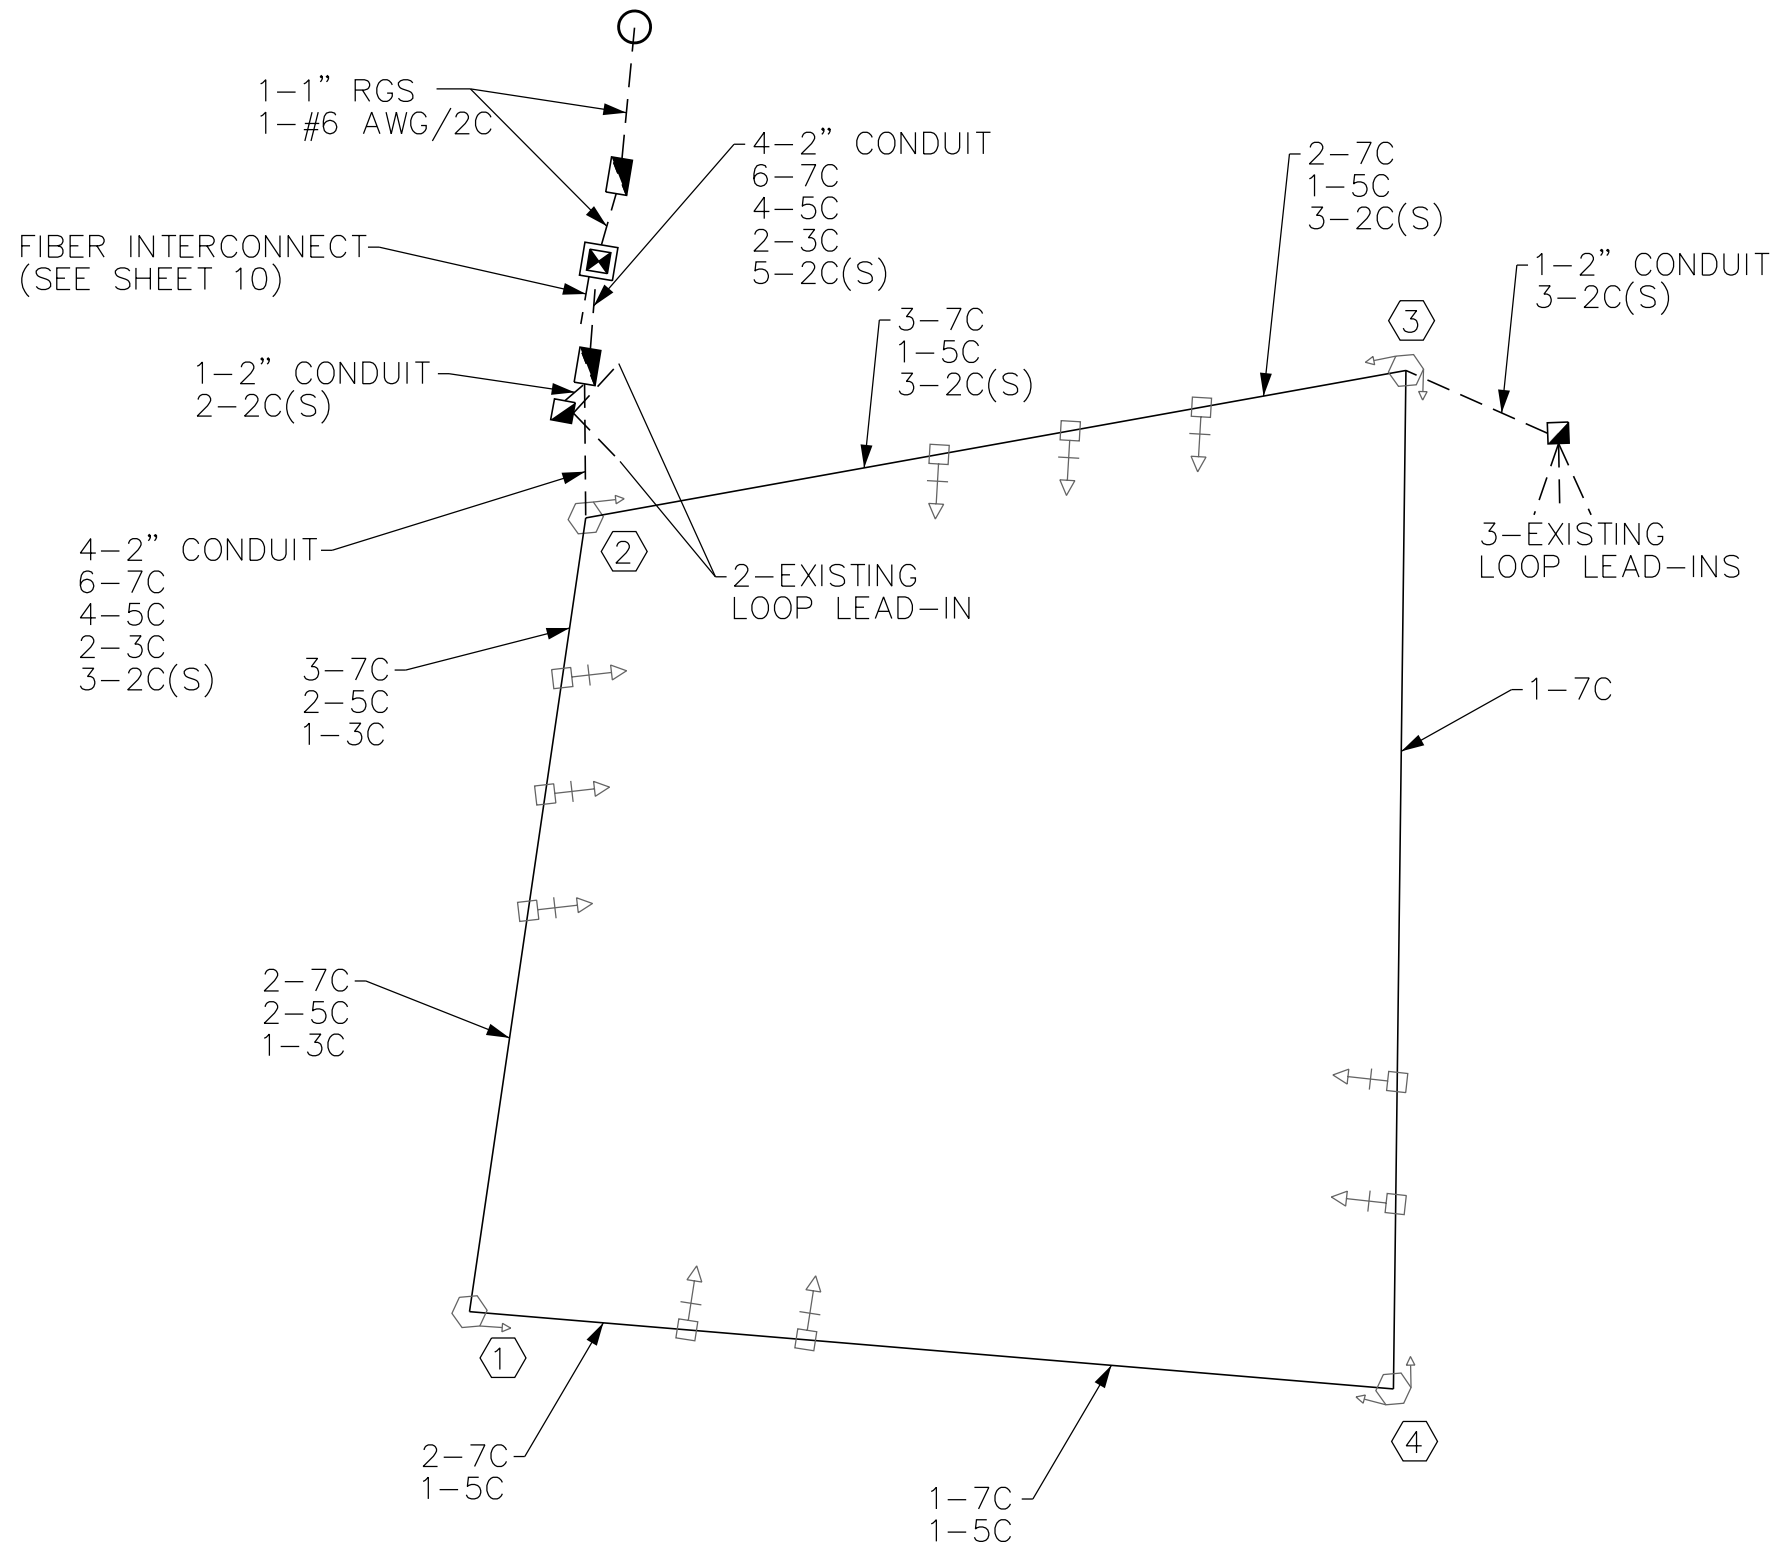 1-1" RGS
1-#6 AWG/2C
4-2" CONDUIT
6-7C
4-5C
2-3C
5-2C(S)
2-7C
1-5C
3-2C(S)
FIBER INTERCONNECT
(SEE SHEET 10)
1-2" CONDUIT
3-2C(S)
3-7C
1-5C
3-2C(S)
3
1-2" CONDUIT
2-2C(S)
4-2" CONDUIT
6-7C
4-5C
2-3C
3-2C(S)
2
2-EXISTING
LOOP LEAD-IN
3-EXISTING
LOOP LEAD-INS
3-7C
2-5C
1-3C
1-7C
2-7C
2-5C
1-3C
1
2-7C
1-5C
4
1-7C
1-5C